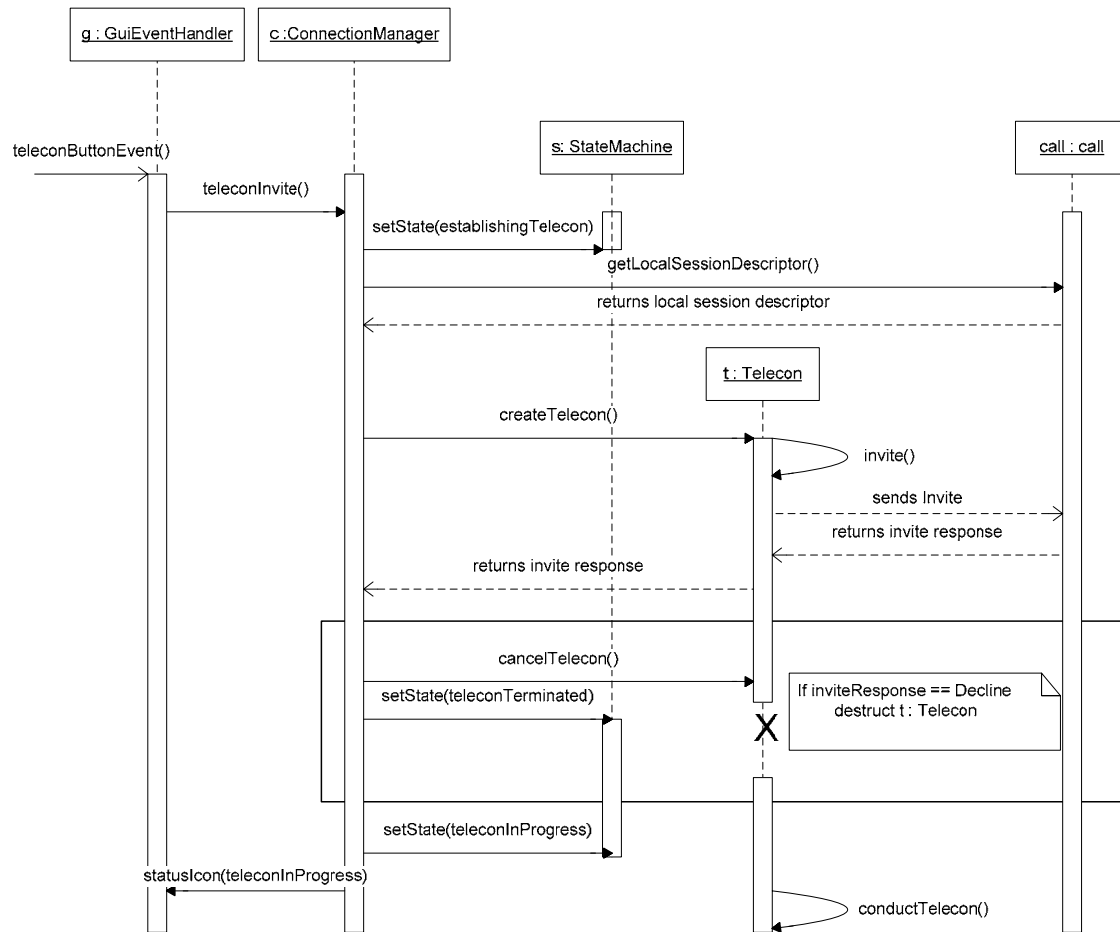 g : GuiEventHandler
c :ConnectionManager
s: StateMachine
call : call
teleconButtonEvent()
teleconInvite()
setState(establishingTelecon)
getLocalSessionDescriptor()
returns local session descriptor
t : Telecon
createTelecon()
invite()
sends Invite
returns invite response
returns invite response
cancelTelecon()
setState(teleconTerminated)
If inviteResponse == Decline
destruct t : Telecon
X
setState(teleconInProgress)
statusIcon(teleconInProgress)
conductTelecon()